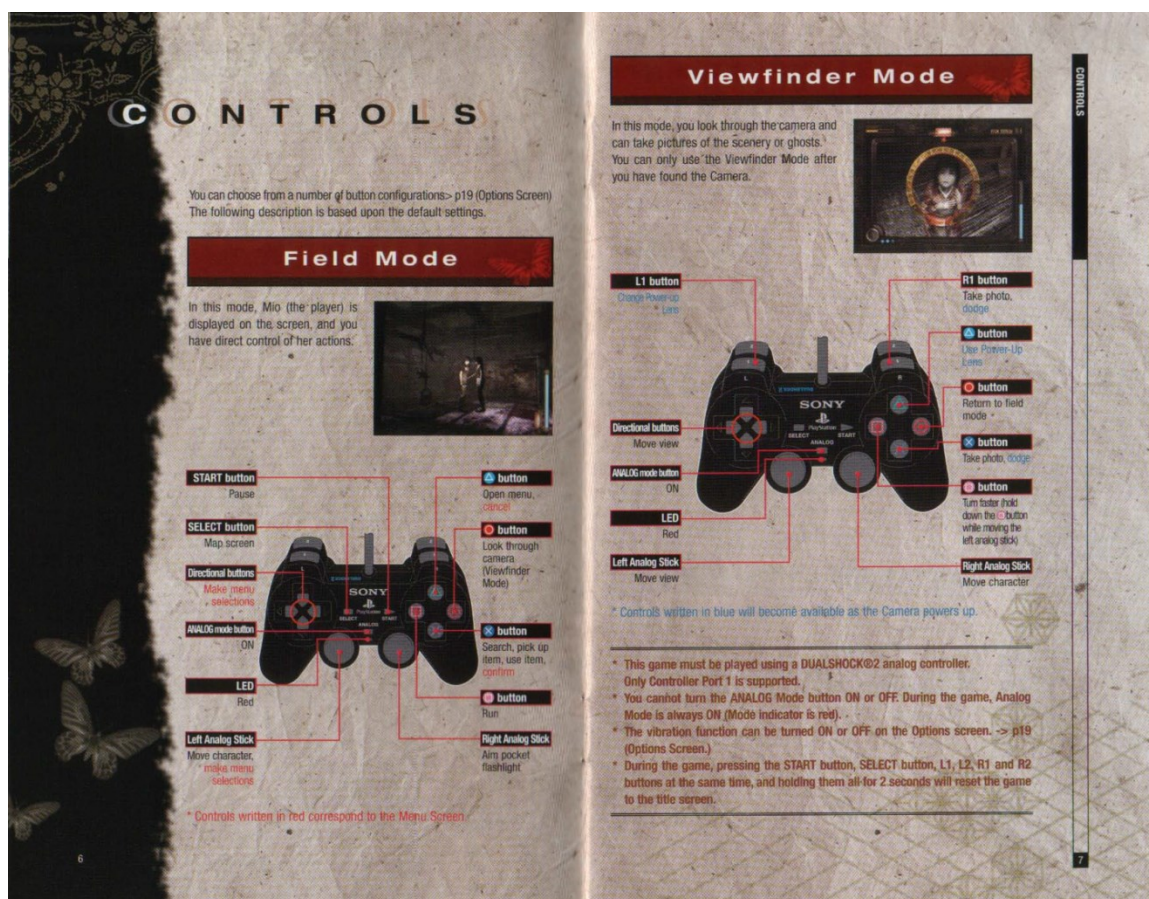 CONTROLS
You can choose from a number of button configurations> p19 (Options Screen)
The following description is based upon the default settings.
Field Mode
In this mode, Mio (the player) is
displayed on the screen, and you
have direct control of her actions.
START button
Pause
SELECT button
Map screen
Directional buttons
Make menu
selections
ANALOG mode button
ON
LED
Red
Left Analog Stick
Move character,
make menu
selections
button
Open menu,
cancel
button
Look through
camera
(Viewfinder
Mode)
button
Search, pick up
item, use item,
confirm
button
Run
Right Analog Stick
Aim pocket
flashlight
SONY
PlayStation
SELECT START
ANALOG
* Controls written in red correspond to the Menu Screen
6
Viewfinder Mode
In this mode, you look through the camera and
can take pictures of the scenery or ghosts.
You can only use the Viewfinder Mode after
you have found the Camera.
L1 button
Change Power-up
Lens
Directional buttons
Move view
ANALOG mode button
ON
LED
Red
Left Analog Stick
Move view
R1 button
Take photo,
dodge
button
Use Power-Up
Lens
button
Return to field
mode
button
Take photo, dodge
button
Turn faster (hold
down the button
while moving the
left analog stick)
Right Analog Stick
Move character
L
R
SONY
PlayStation
SELECT START
ANALOG
* Controls written in blue will become available as the Camera powers up.
* This game must be played using a DUALSHOCK®2 analog controller.
Only Controller Port 1 is supported.
* You cannot turn the ANALOG Mode button ON or OFF. During the game, Analog
Mode is always ON (Mode indicator is red).
* The vibration function can be turned ON or OFF on the Options screen. -> p19
(Options Screen.)
* During the game, pressing the START button, SELECT button, L1, L2, R1 and R2
buttons at the same time, and holding them all for 2 seconds will reset the game
to the title screen.
CONTROLS
7